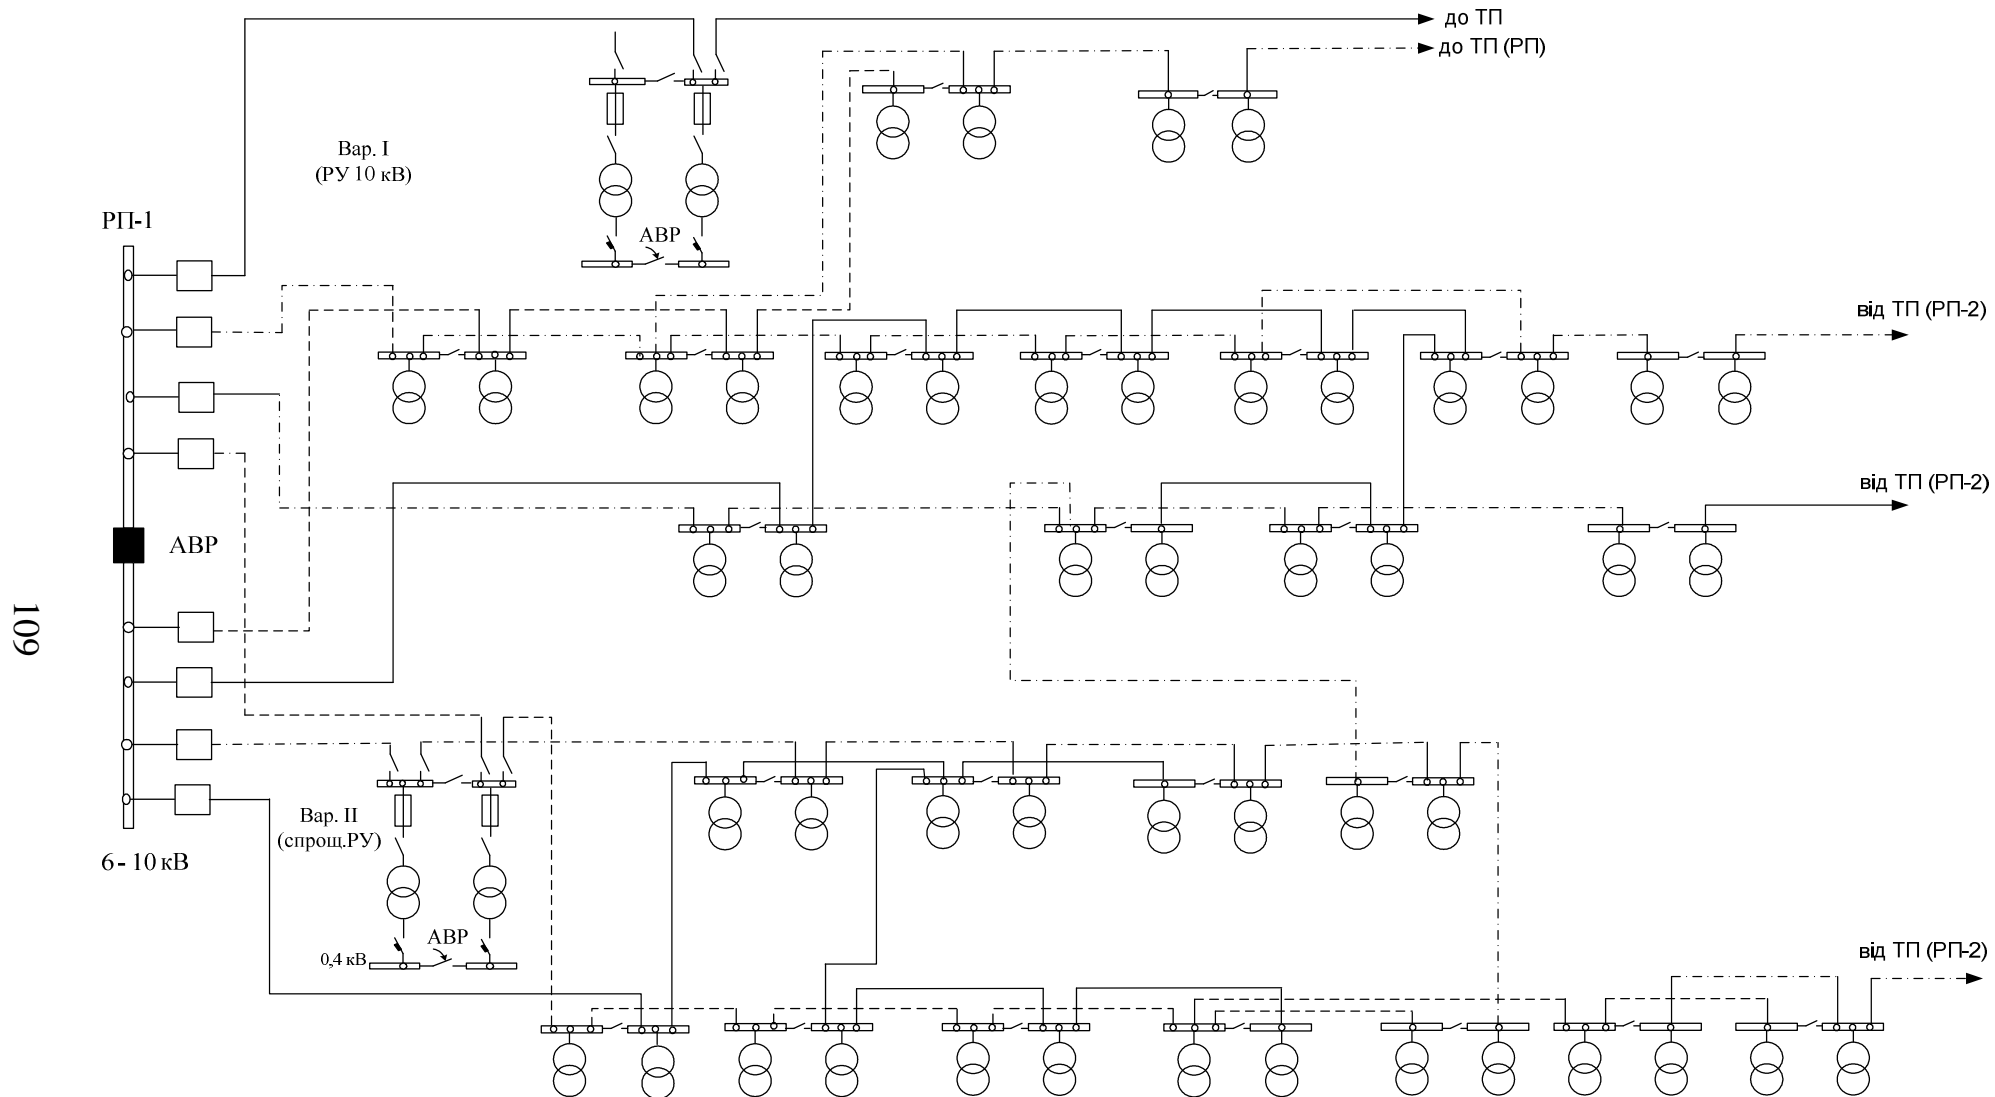 до ТП
до ТП (РП)
Вар. I
(РУ 10 кВ)
РП-1
АВР
від ТП (РП-2)
від ТП (РП-2)
АВР
109
Вар. II
(спрощ.РУ)
6 - 10 кВ
АВР
0,4 кВ
від ТП (РП-2)